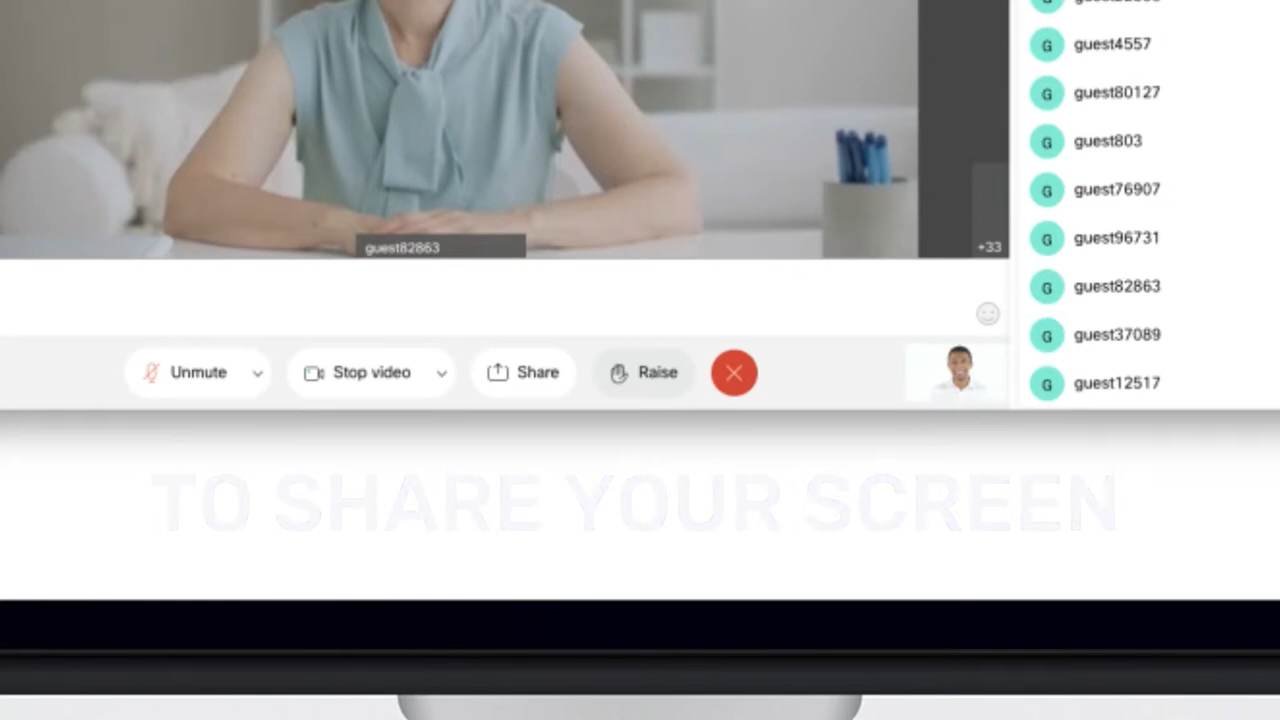 guest4557
guest80127
guest803
guest76907
guest96731
guest82863
+33
guest82863
guest37089
guest12517
Unmute
Stop video
Share
Raise
G
G
G
G
G
G
G
G
TO SHARE YOUR SCREEN